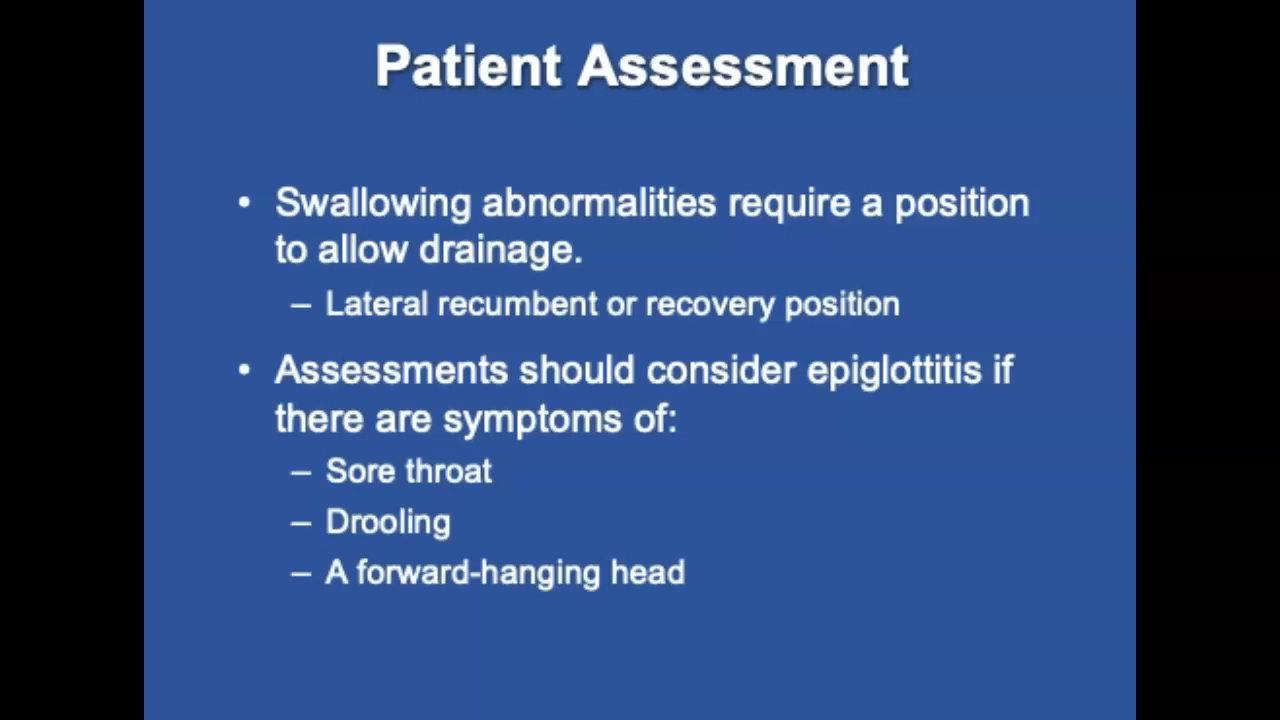 Patient Assessment
• Swallowing abnormalities require a position
to allow drainage.
– Lateral recumbent or recovery position
• Assessments should consider epiglottitis if
there are symptoms of:
– Sore throat
– Drooling
– A forward-hanging head